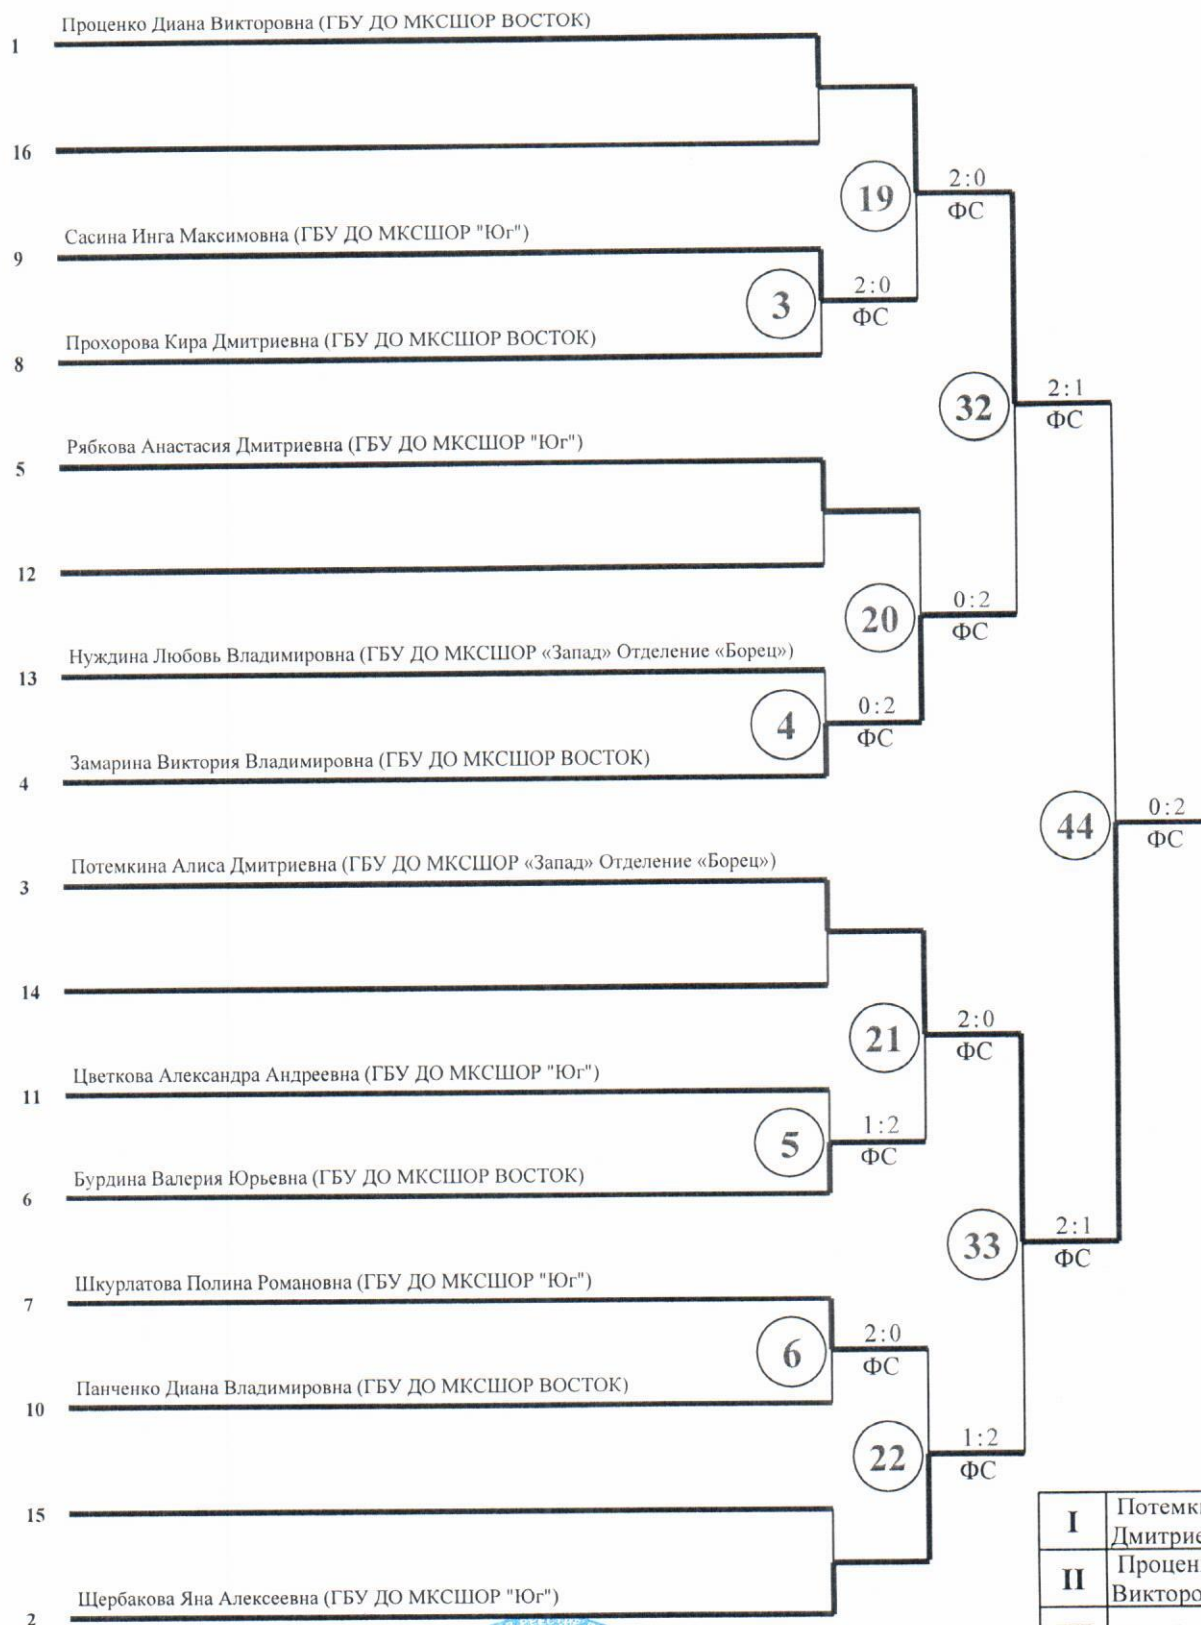 Проценко Диана Викторовна (ГБУ ДО МКСШОР ВОСТОК)
1
16
19
2:0
ФС
Сасина Инга Максимовна (ГБУ ДО МКСШОР "Юг")
9
3
2:0
ФС
Прохорова Кира Дмитриевна (ГБУ ДО МКСШОР ВОСТОК)
8
32
2:1
ФС
Рябкова Анастасия Дмитриевна (ГБУ ДО МКСШОР "Юг")
5
12
20
0:2
ФС
Нуждина Любовь Владимировна (ГБУ ДО МКСШОР «Запад» Отделение «Борец»)
13
4
0:2
ФС
Замарина Виктория Владимировна (ГБУ ДО МКСШОР ВОСТОК)
4
44
0:2
ФС
Потемкина Алиса Дмитриевна (ГБУ ДО МКСШОР «Запад» Отделение «Борец»)
3
14
21
2:0
ФС
Цветкова Александра Андреевна (ГБУ ДО МКСШОР "Юг")
11
5
1:2
ФС
Бурдина Валерия Юрьевна (ГБУ ДО МКСШОР ВОСТОК)
6
33
2:1
ФС
Шкурлатова Полина Романовна (ГБУ ДО МКСШОР "Юг")
7
6
2:0
ФС
Панченко Диана Владимировна (ГБУ ДО МКСШОР ВОСТОК)
10
22
1:2
ФС
15
Щербакова Яна Алексеевна (ГБУ ДО МКСШОР "Юг")
2
I
II